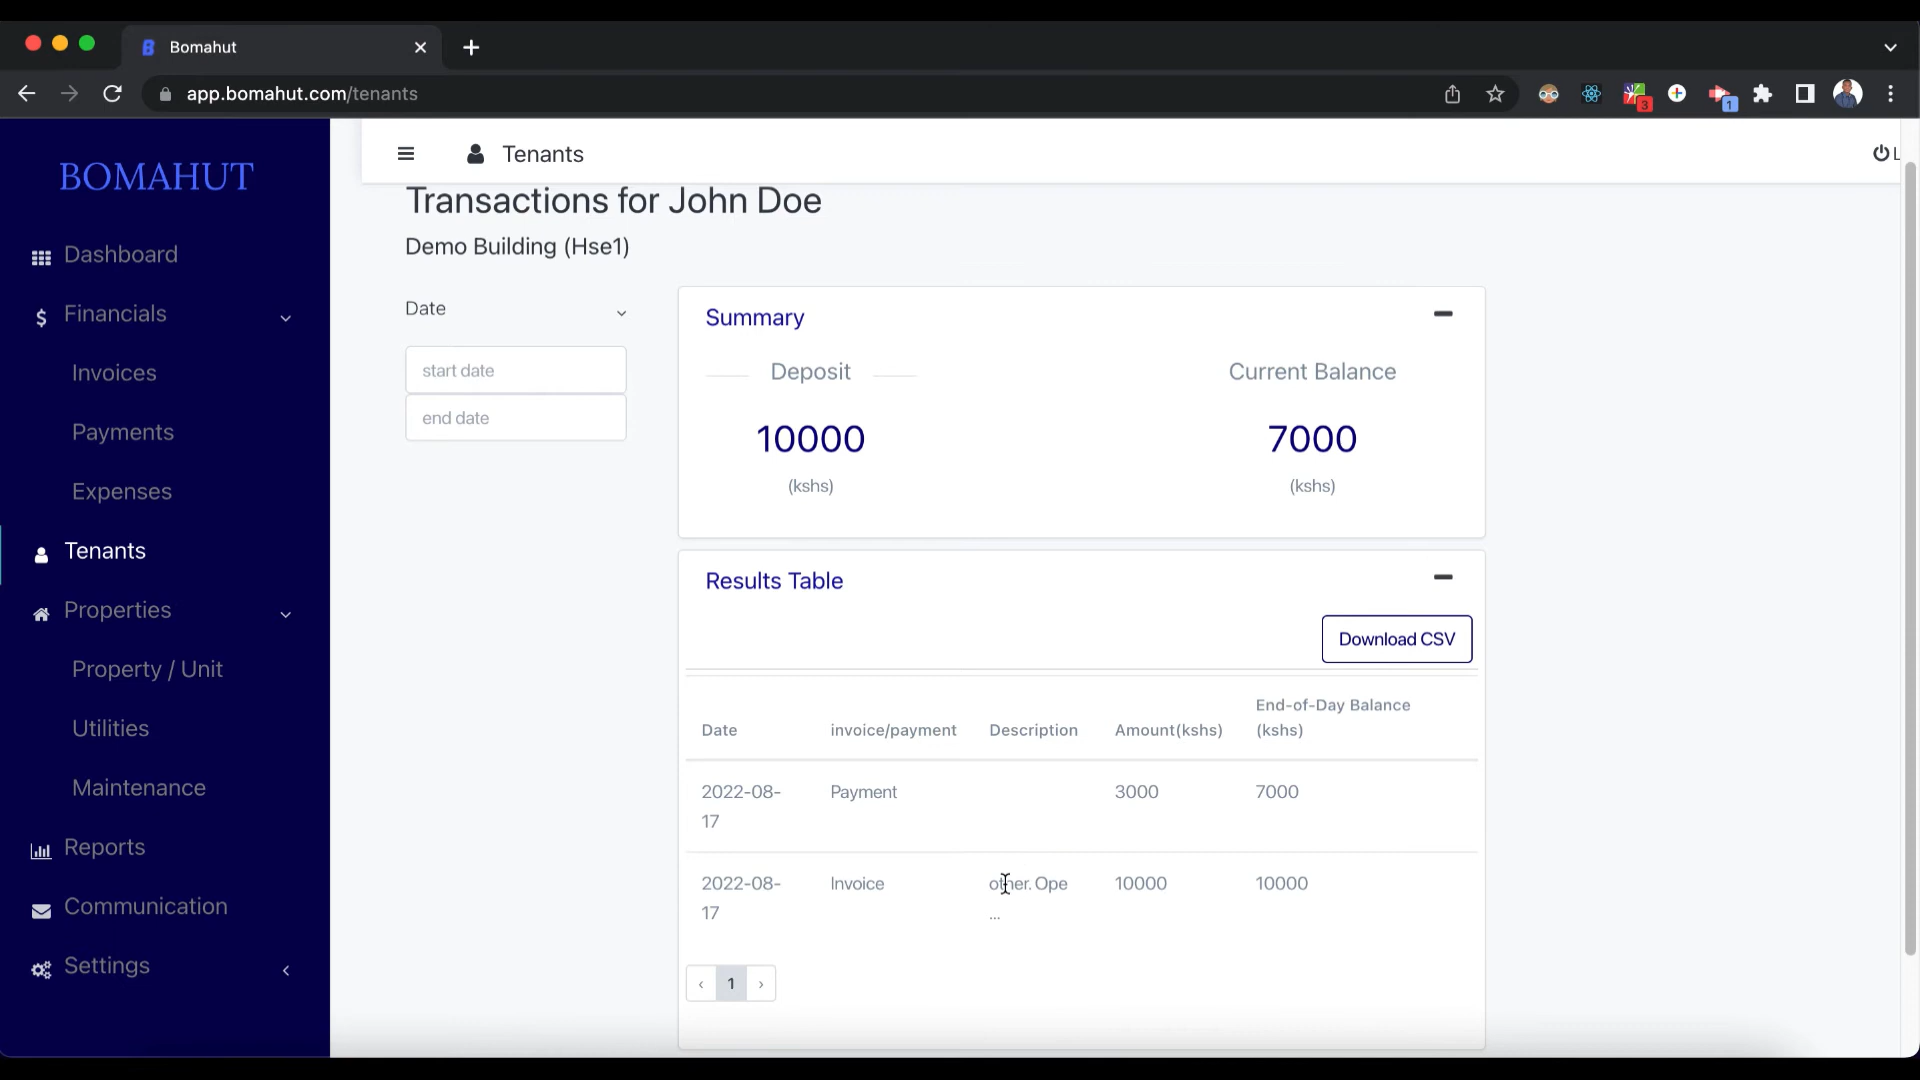 Bomahut
app.bomahut.com/tenants
3
1
BOMAHUT
Tenants
L
Dashboard
Financials
Invoices
Payments
Expenses
Tenants
Properties
Property / Unit
Utilities
Maintenance
Reports
Communication
Settings
Transactions for John Doe
Demo Building (Hse1)
Date
start date
end date
Summary
Deposit
10000
(kshs)
Current Balance
7000
(kshs)
Results Table
Download CSV
Date invoice/payment Description Amount(kshs) End-of-Day Balance
(kshs)
2022-08- Payment 3000 7000
17
2022-08- Invoice other. Ope 10000 10000
17 ...
‹ 1 ›